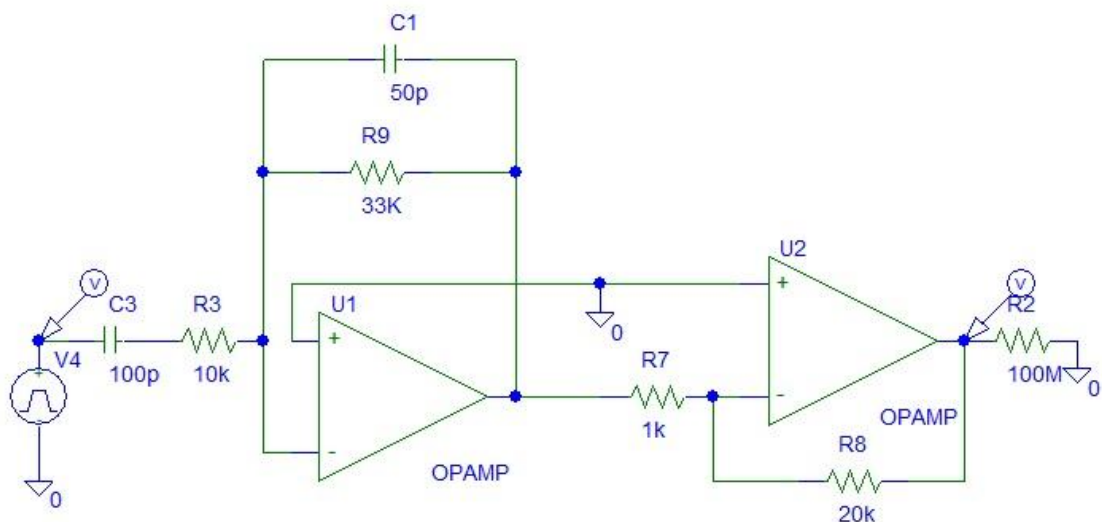 C1
50p
R9
33K
U2
+
V
V
C3
R3
U1
R2
0
+
V4
+
100p
10k
R7
100M
0
-
1k
-
OPAMP
R8
0
-
OPAMP
20k